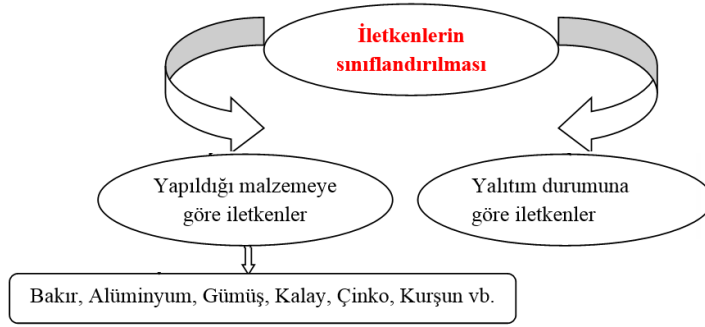 İletkenlerin
sınıflandırılması
Yapıldığı malzemeye
göre iletkenler
Yalıtım durumuna
göre iletkenler
Bakır, Alüminyum, Gümüş, Kalay, Çinko, Kurşun vb.